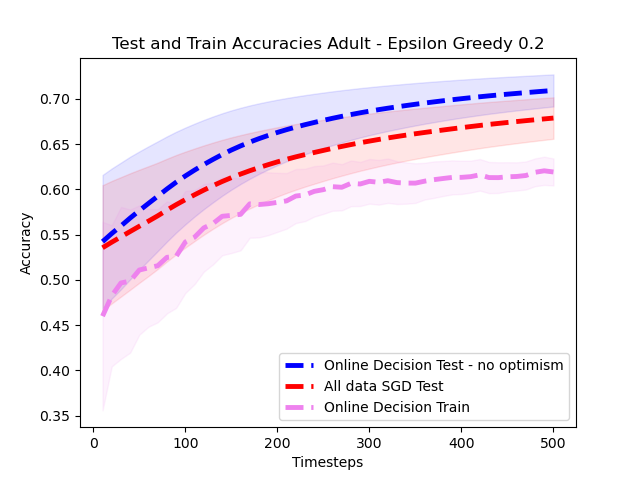 Test and Train Accuracies Adult - Epsilon Greedy 0.2
Accuracy
0.70
0.65
0.60
0.55
0.50
0.45
0.40
0.35
Online Decision Test - no optimism
All data SGD Test
Online Decision Train
0 100 200 300 400 500
Timesteps